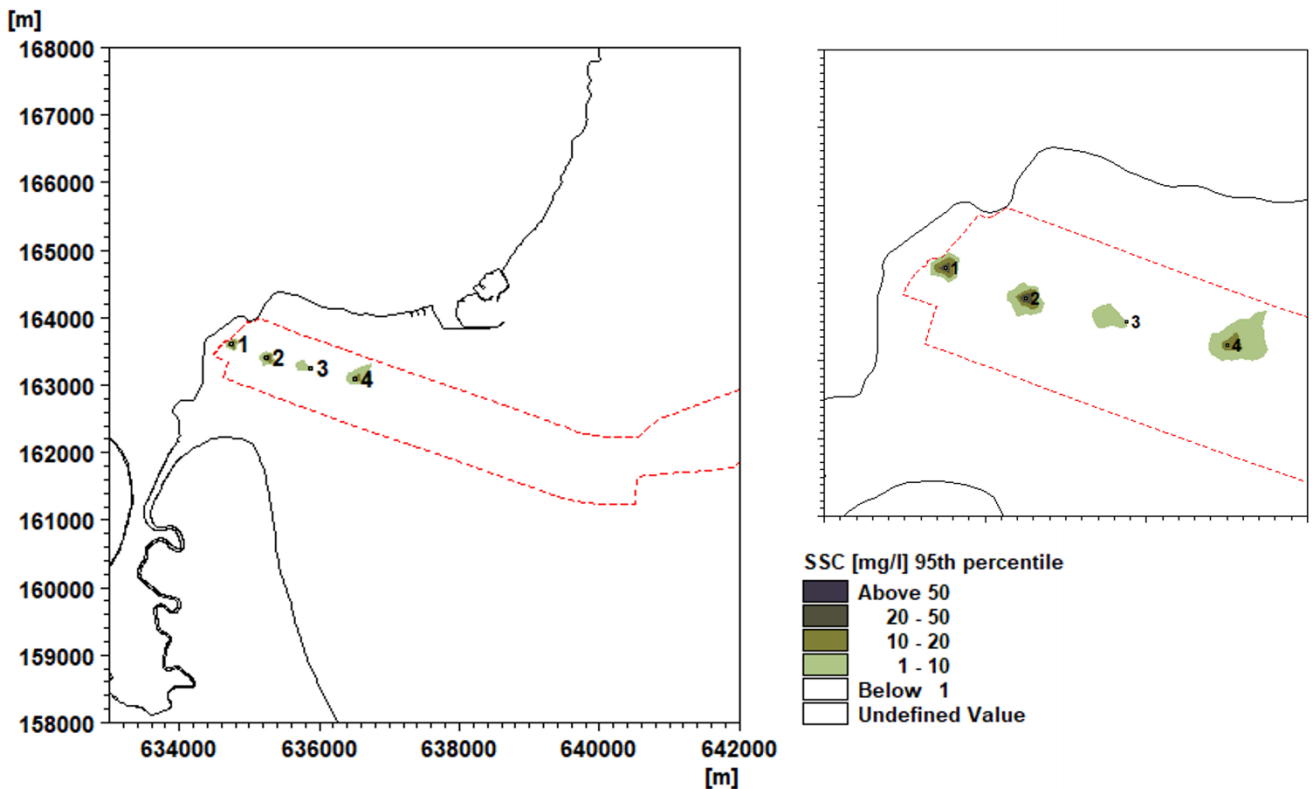 [m]
168000
167000
166000
165000
164000
163000
162000
161000
160000
159000
158000
634000 636000 638000 640000 642000
[m]
1
2
3
4
1
2
3
4
SSC [mg/l] 95th percentile
Above 50
20 - 50
10 - 20
1 - 10
Below 1
Undefined Value